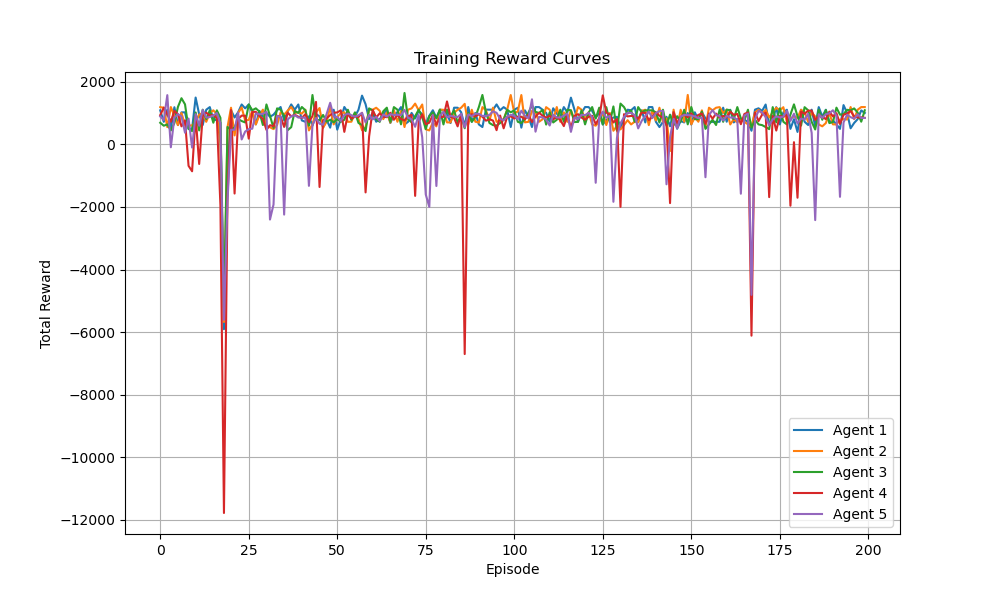 Training Reward Curves
Total Reward
2000
0
−2000
−4000
−6000
−8000
−10000
−12000
Agent 1
Agent 2
Agent 3
Agent 4
Agent 5
0 25 50 75 100 125 150 175 200
Episode